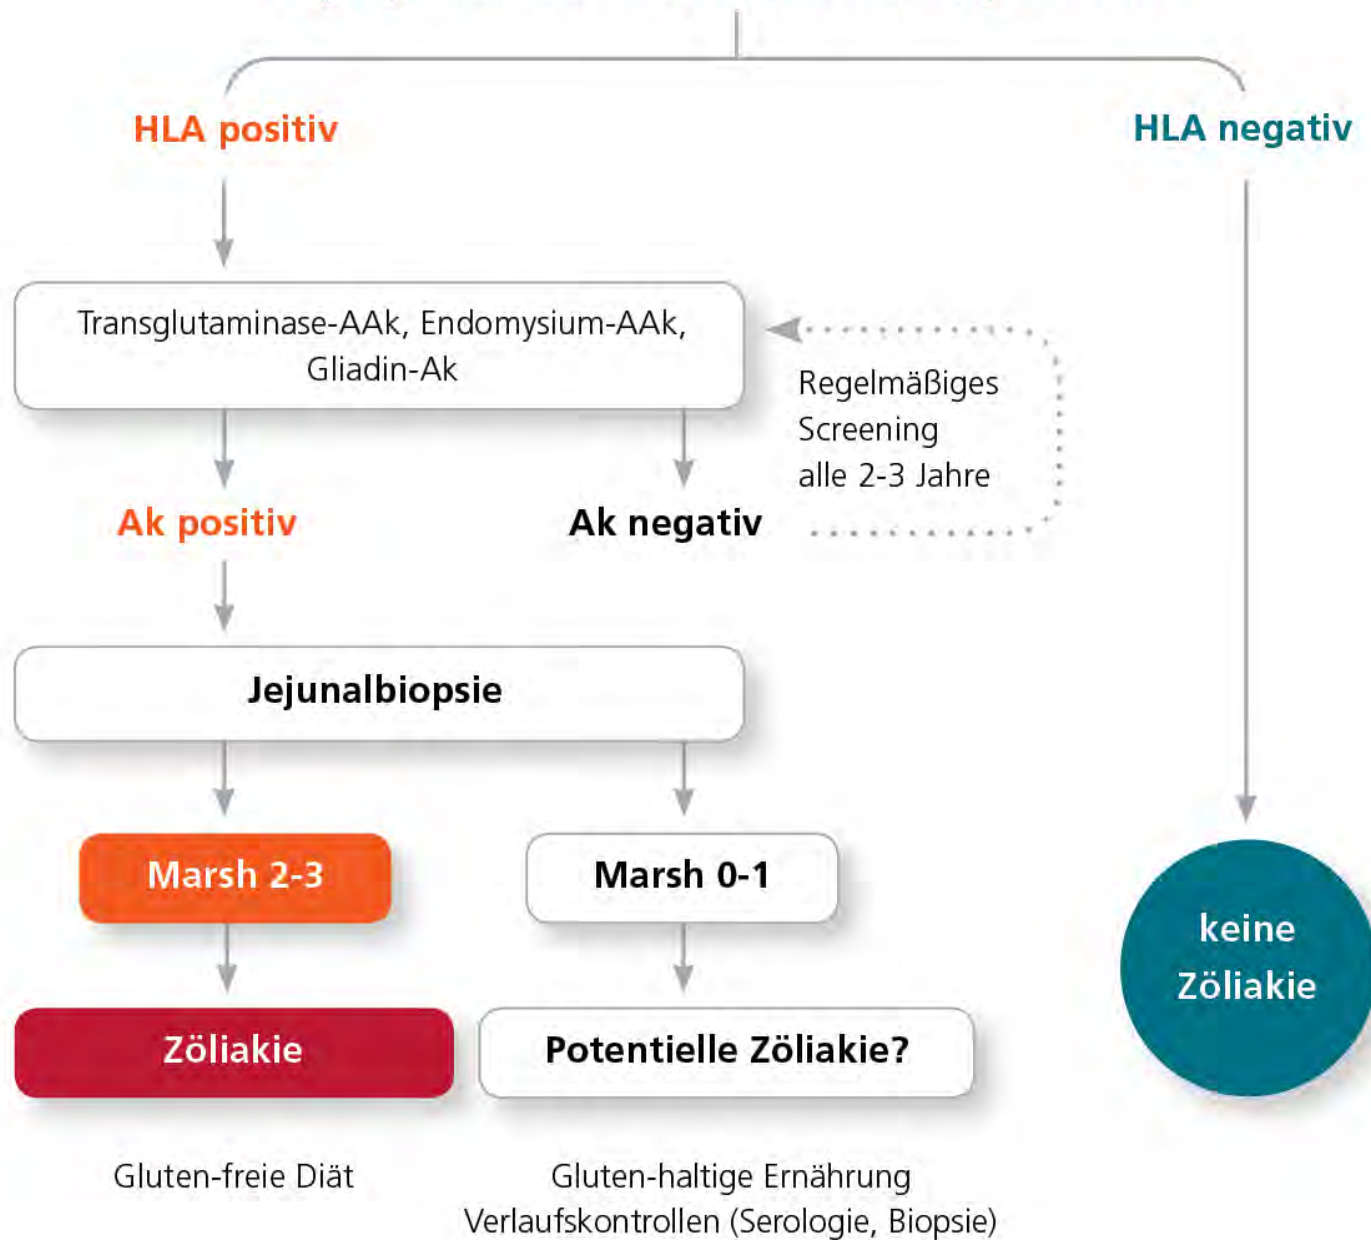 HLA positiv
HLA negativ
Transglutaminase-AAk, Endomysium-AAk,
Gliadin-Ak
Regelmäßiges
Screening
alle 2-3 Jahre
Ak positiv
Ak negativ
Jejunalbiopsie
Marsh 2-3
Marsh 0-1
keine
Zöliakie
Zöliakie
Potentielle Zöliakie?
Gluten-freie Diät
Gluten-haltige Ernährung
Verlaufskontrollen (Serologie, Biopsie)